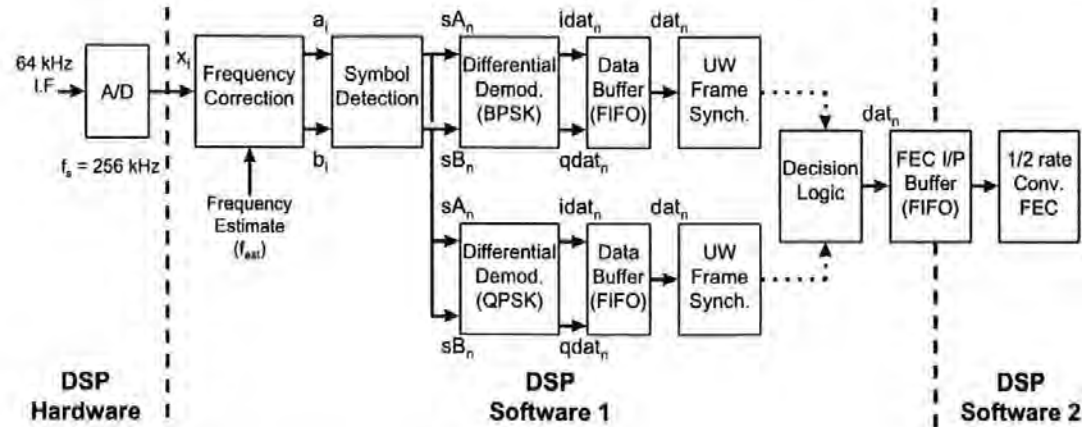 64 kHz
I.F
A/D
f_s = 256 kHz
x_i
Frequency
Correction
Frequency
Estimate
(f_est)
a_i
b_i
Symbol
Detection
sA_n
sB_n
Differential
Demod.
(BPSK)
idat_n
qdat_n
Data
Buffer
(FIFO)
dat_n
UW
Frame
Synch.
sA_n
sB_n
Differential
Demod.
(QPSK)
idat_n
qdat_n
Data
Buffer
(FIFO)
dat_n
UW
Frame
Synch.
Decision
Logic
dat_n
FEC I/P
Buffer
(FIFO)
1/2 rate
Conv.
FEC
DSP
Hardware
DSP
Software 1
DSP
Software 2